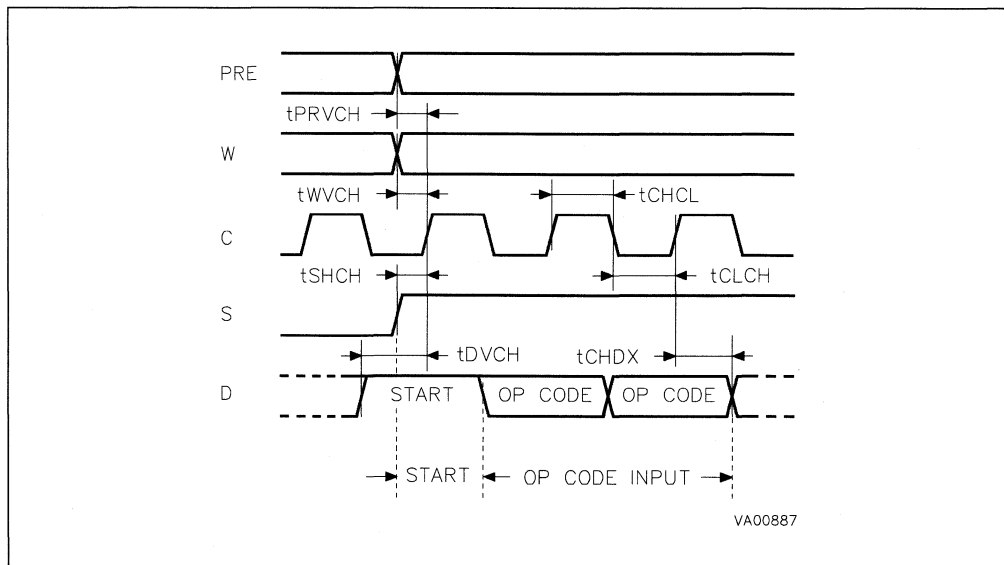 PRE
tPRVCH
W
tWVCH
tCHCL
C
tSHCH
tCLCH
S
tDVCH
tCHDX
D
START
OP CODE
OP CODE
START
OP CODE INPUT
VA00887